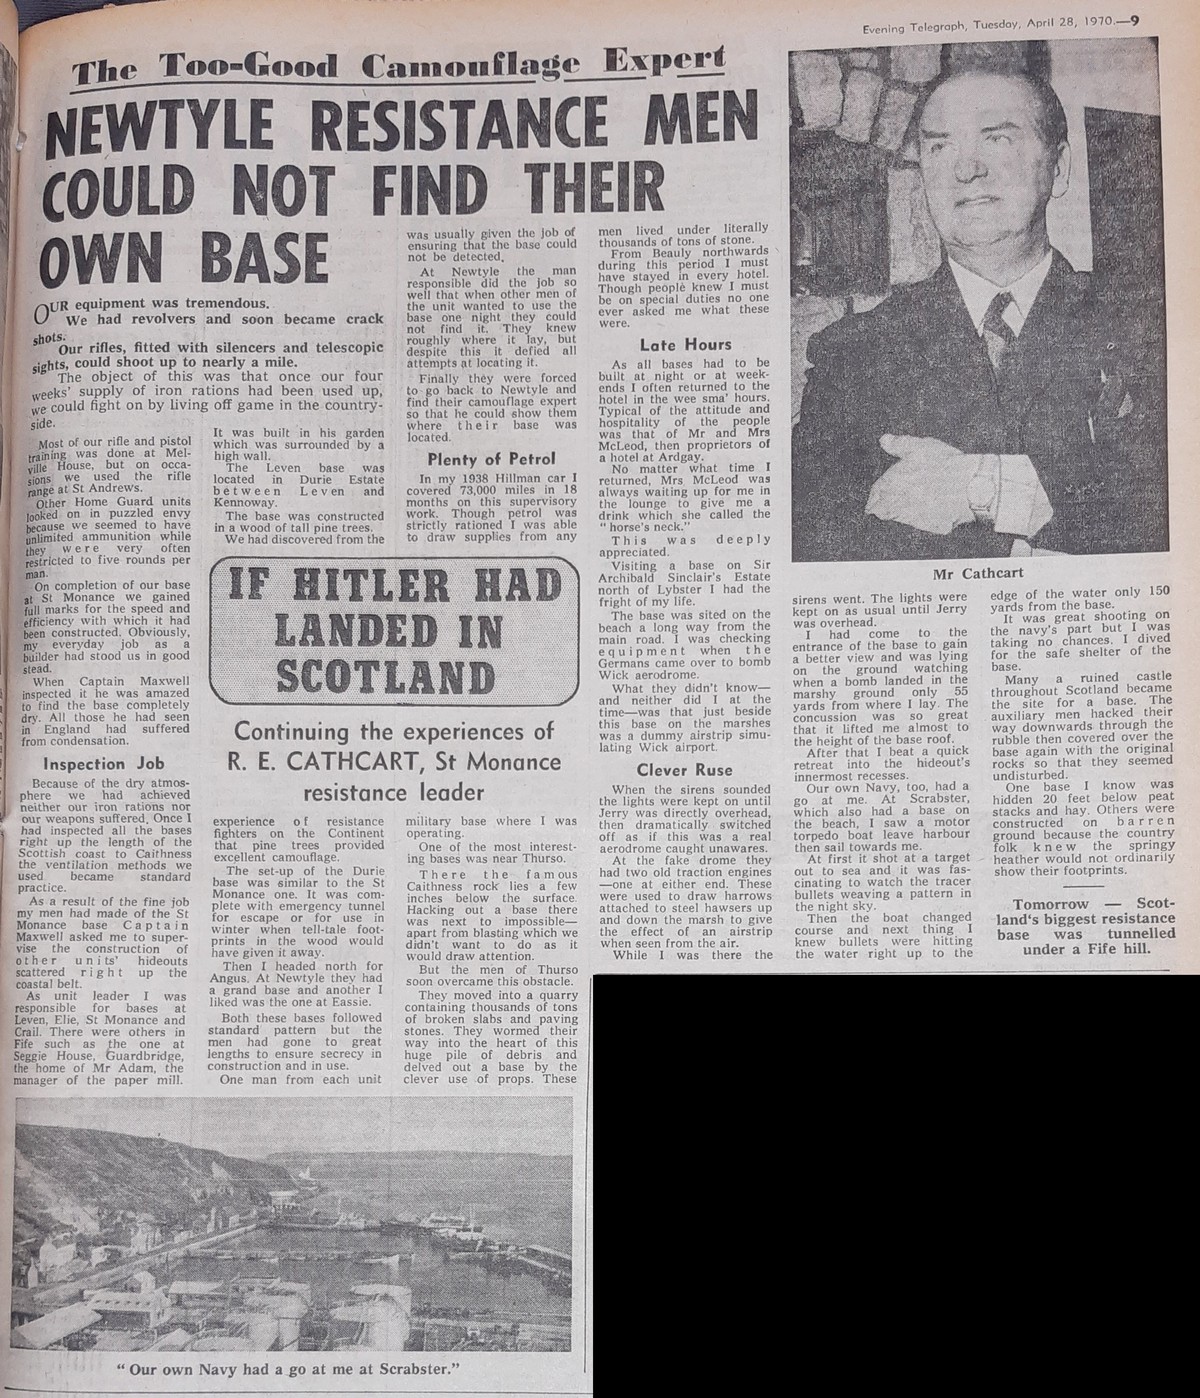 Evening Telegraph, Tuesday, April 28, 1970.—9
The Too-Good Camouflage Expert
NEWTYLE RESISTANCE MEN
COULD NOT FIND THEIR
OWN BASE
OUR equipment was tremendous.
We had revolvers and soon became crack
shots.
Our rifles, fitted with silencers and telescopic
sights, could shoot up to nearly a mile.
The object of this was that once our four
weeks' supply of iron rations had been used up,
we could fight on by living off game in the country-
side.
Most of our rifle and pistol
training was done at Mel-
ville House, but on occa-
sions we used the rifle
range at St Andrews.
Other Home Guard units
looked on in puzzled envy
because we seemed to have
unlimited ammunition while
they were very often
restricted to five rounds per
man.
On completion of our base
at St Monance we gained
full marks for the speed and
efficiency with which it had
been constructed. Obviously,
my everyday job as a
builder had stood us in good
stead.
When Captain Maxwell
inspected it he was amazed
to find the base completely
dry. All those he had seen
in England had suffered
from condensation.
Inspection Job
Because of the dry atmos-
phere we had achieved
neither our iron rations nor
our weapons suffered. Once I
had inspected all the bases
right up the length of the
Scottish coast to Caithness
the ventilation methods we
used became standard
practice.
As a result of the fine job
my men had made of the St
Monance base Captain
Maxwell asked me to super-
vise the construction of
other units' hideouts
scattered right up the
coastal belt.
As unit leader I was
responsible for bases at
Leven, Elie, St Monance and
Crail. There were others in
Fife such as the one at
Seggie House, Guardbridge,
the home of Mr Adam, the
manager of the paper mill.
It was built in his garden
which was surrounded by a
high wall.
The Leven base was
located in Durie Estate
between Leven and
Kennoway.
The base was constructed
in a wood of tall pine trees.
We had discovered from the
IF HITLER HAD
LANDED IN
SCOTLAND
Continuing the experiences of
R. E. CATHCART, St Monance
resistance leader
experience of resistance
fighters on the Continent
that pine trees provided
excellent camouflage.
The set-up of the Durie
base was similar to the St
Monance one. It was com-
plete with emergency tunnel
for escape or for use in
winter when tell-tale foot-
prints in the wood would
have given it away.
Then I headed north for
Angus. At Newtyle they had
a grand base and another I
liked was the one at Eassie.
Both these bases followed
standard pattern but the
men had gone to great
lengths to ensure secrecy in
construction and in use.
One man from each unit
was usually given the job of
ensuring that the base could
not be detected.
At Newtyle the man
responsible did the job so
well that when other men of
the unit wanted to use the
base one night they could
not find it. They knew
roughly where it lay, but
despite this it defied all
attempts at locating it.
Finally they were forced
to go back to Newtyle and
find their camouflage expert
so that he could show them
where their base was
located.
Plenty of Petrol
In my 1938 Hillman car I
covered 73,000 miles in 18
months on this supervisory
work. Though petrol was
strictly rationed I was able
to draw supplies from any
military base where I was
operating.
One of the most interest-
ing bases was near Thurso.
There the famous
Caithness rock lies a few
inches below the surface.
Hacking out a base there
was next to impossible—
apart from blasting which we
didn't want to do as it
would draw attention.
But the men of Thurso
soon overcame this obstacle.
They moved into a quarry
containing thousands of tons
of broken slabs and paving
stones. They wormed their
way into the heart of this
huge pile of debris and
delved out a base by the
clever use of props. These
men lived under literally
thousands of tons of stone.
From Beauly northwards
during this period I must
have stayed in every hotel.
Though people knew I must
be on special duties no one
ever asked me what these
were.
Late Hours
As all bases had to be
built at night or at week-
ends I often returned to the
hotel in the wee sma' hours.
Typical of the attitude and
hospitality of the people
was that of Mr and Mrs
McLeod, then proprietors of
a hotel at Ardgay.
No matter what time I
returned, Mrs McLeod was
always waiting up for me in
the lounge to give me a
drink which she called the
"horse's neck."
This was deeply
appreciated.
Visiting a base on Sir
Archibald Sinclair's Estate
north of Lybster I had the
fright of my life.
The base was sited on the
beach a long way from the
main road. I was checking
equipment when the
Germans came over to bomb
Wick aerodrome.
What they didn't know—
and neither did I at the
time—was that just beside
this base on the marshes
was a dummy airstrip simu-
lating Wick airport.
Clever Ruse
When the sirens sounded
the lights were kept on until
Jerry was directly overhead,
then dramatically switched
off as if this was a real
aerodrome caught unawares.
At the fake drome they
had two old traction engines
—one at either end. These
were used to draw harrows
attached to steel hawsers up
and down the marsh to give
the effect of an airstrip
when seen from the air.
While I was there the
Mr Cathcart
sirens went. The lights were
kept on as usual until Jerry
was overhead.
I had come to the
entrance of the base to gain
a better view and was lying
on the ground watching
when a bomb landed in the
marshy ground only 55
yards from where I lay. The
concussion was so great
that it lifted me almost to
the height of the base roof.
After that I beat a quick
retreat into the hideout's
innermost recesses.
Our own Navy, too, had a
go at me. At Scrabster,
which also had a base on
the beach, I saw a motor
torpedo boat leave harbour
then sail towards me.
At first it shot at a target
out to sea and it was fas-
cinating to watch the tracer
bullets weaving a pattern in
the night sky.
Then the boat changed
course and next thing I
knew bullets were hitting
the water right up to the
edge of the water only 150
yards from the base.
It was great shooting on
the navy's part but I was
taking no chances. I dived
for the safe shelter of the
base.
Many a ruined castle
throughout Scotland became
the site for a base. The
auxiliary men hacked their
way downwards through the
rubble then covered over the
base again with the original
rocks so that they seemed
undisturbed.
One base I know was
hidden 20 feet below peat
stacks and hay. Others were
constructed on barren
ground because the country
folk knew the springy
heather would not ordinarily
show their footprints.
Tomorrow — Scot-
land's biggest resistance
base was tunnelled
under a Fife hill.
"Our own Navy had a go at me at Scrabster."